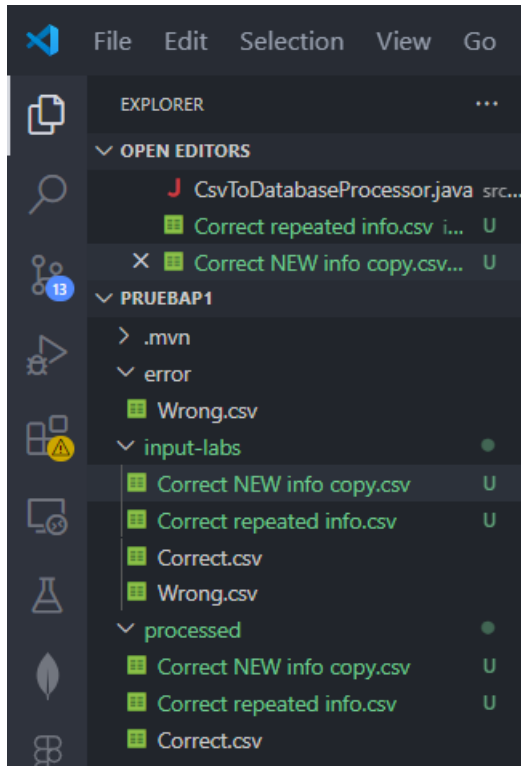 File Edit Selection View Go
EXPLORER ...
OPEN EDITORS
CsvToDatabaseProcessor.java src...
Correct repeated info.csv i... U
Correct NEW info copy.csv... U
13
PRUEBAP1
.mvn
error
Wrong.csv
input-labs
Correct NEW info copy.csv U
Correct repeated info.csv U
Correct.csv
Wrong.csv
processed
Correct NEW info copy.csv U
Correct repeated info.csv U
Correct.csv